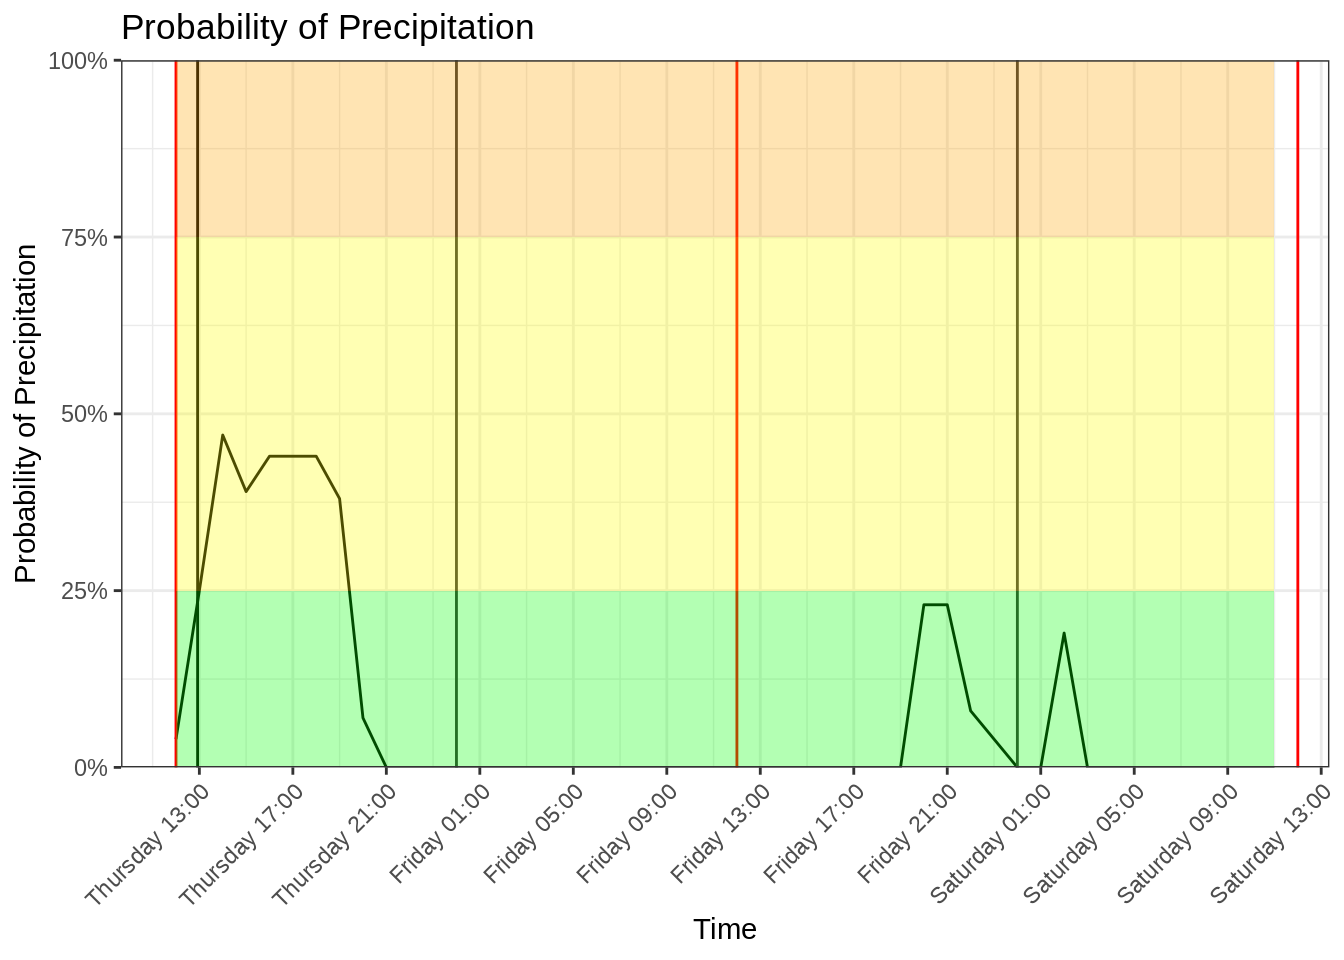 Probability of Precipitation
100%
75%
50%
25%
0%
Probability of Precipitation
Thursday 13:00
Thursday 17:00
Thursday 21:00
Friday 01:00
Friday 05:00
Friday 09:00
Friday 13:00
Friday 17:00
Friday 21:00
Saturday 01:00
Saturday 05:00
Saturday 09:00
Saturday 13:00
Time